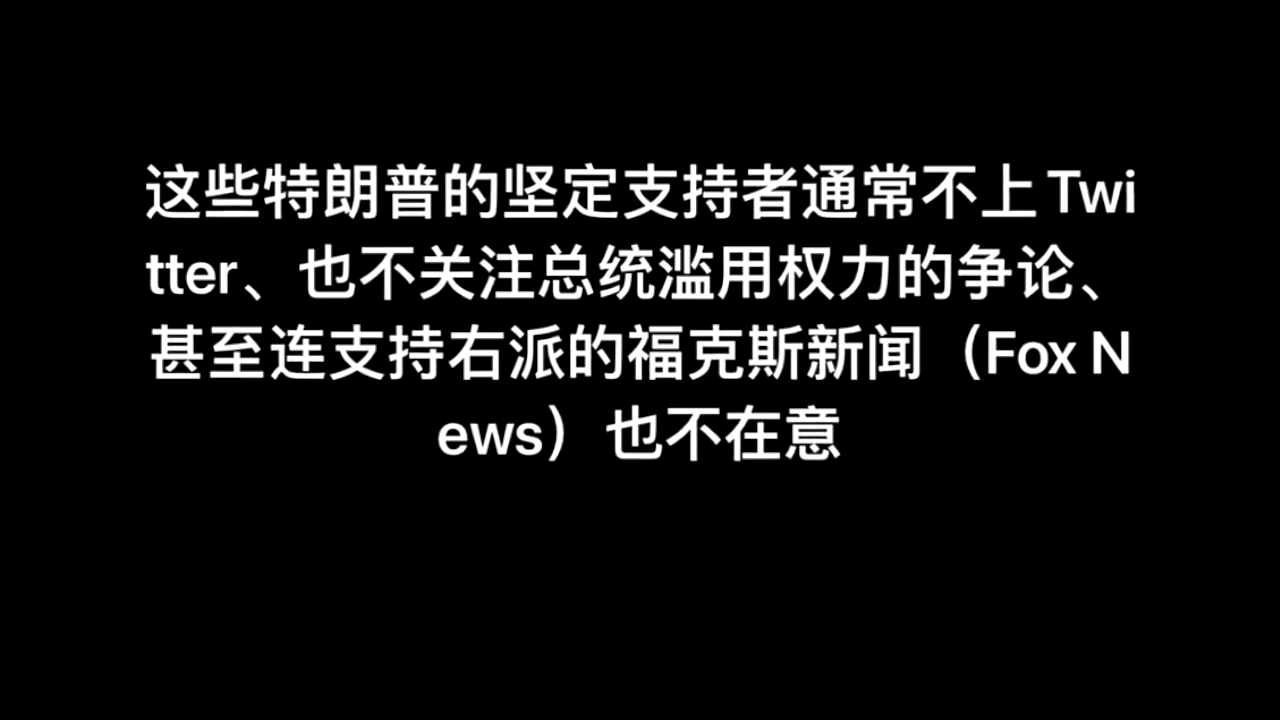 这些特朗普的坚定支持者通常不上Twi
tter、也不关注总统滥用权力的争论、
甚至连支持右派的福克斯新闻（Fox N
ews）也不在意